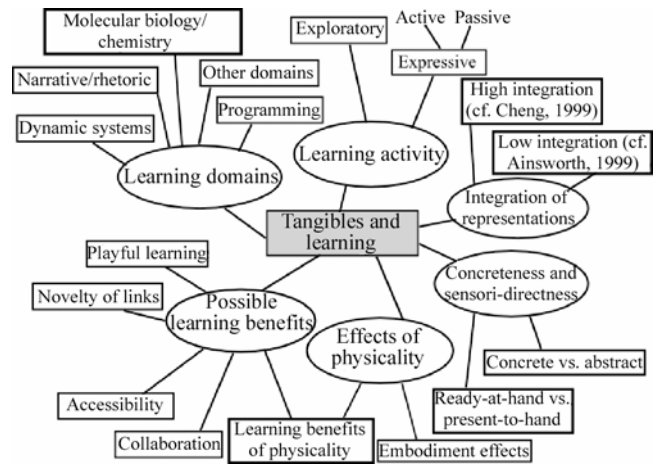 Molecular biology/
chemistry
Exploratory
Active
Passive
Narrative/rhetoric
Other domains
Expressive
High integration
(cf. Cheng, 1999)
Dynamic systems
Programming
Learning domains
Learning activity
Low integration (cf.
Ainsworth, 1999)
Integration of
representations
Tangibles and
learning
Playful learning
Concreteness and
sensori-directness
Novelty of links
Possible
learning benefits
Effects of
physicality
Concrete vs. abstract
Accessibility
Ready-at-hand vs.
present-to-hand
Collaboration
Learning benefits
of physicality
Embodiment effects